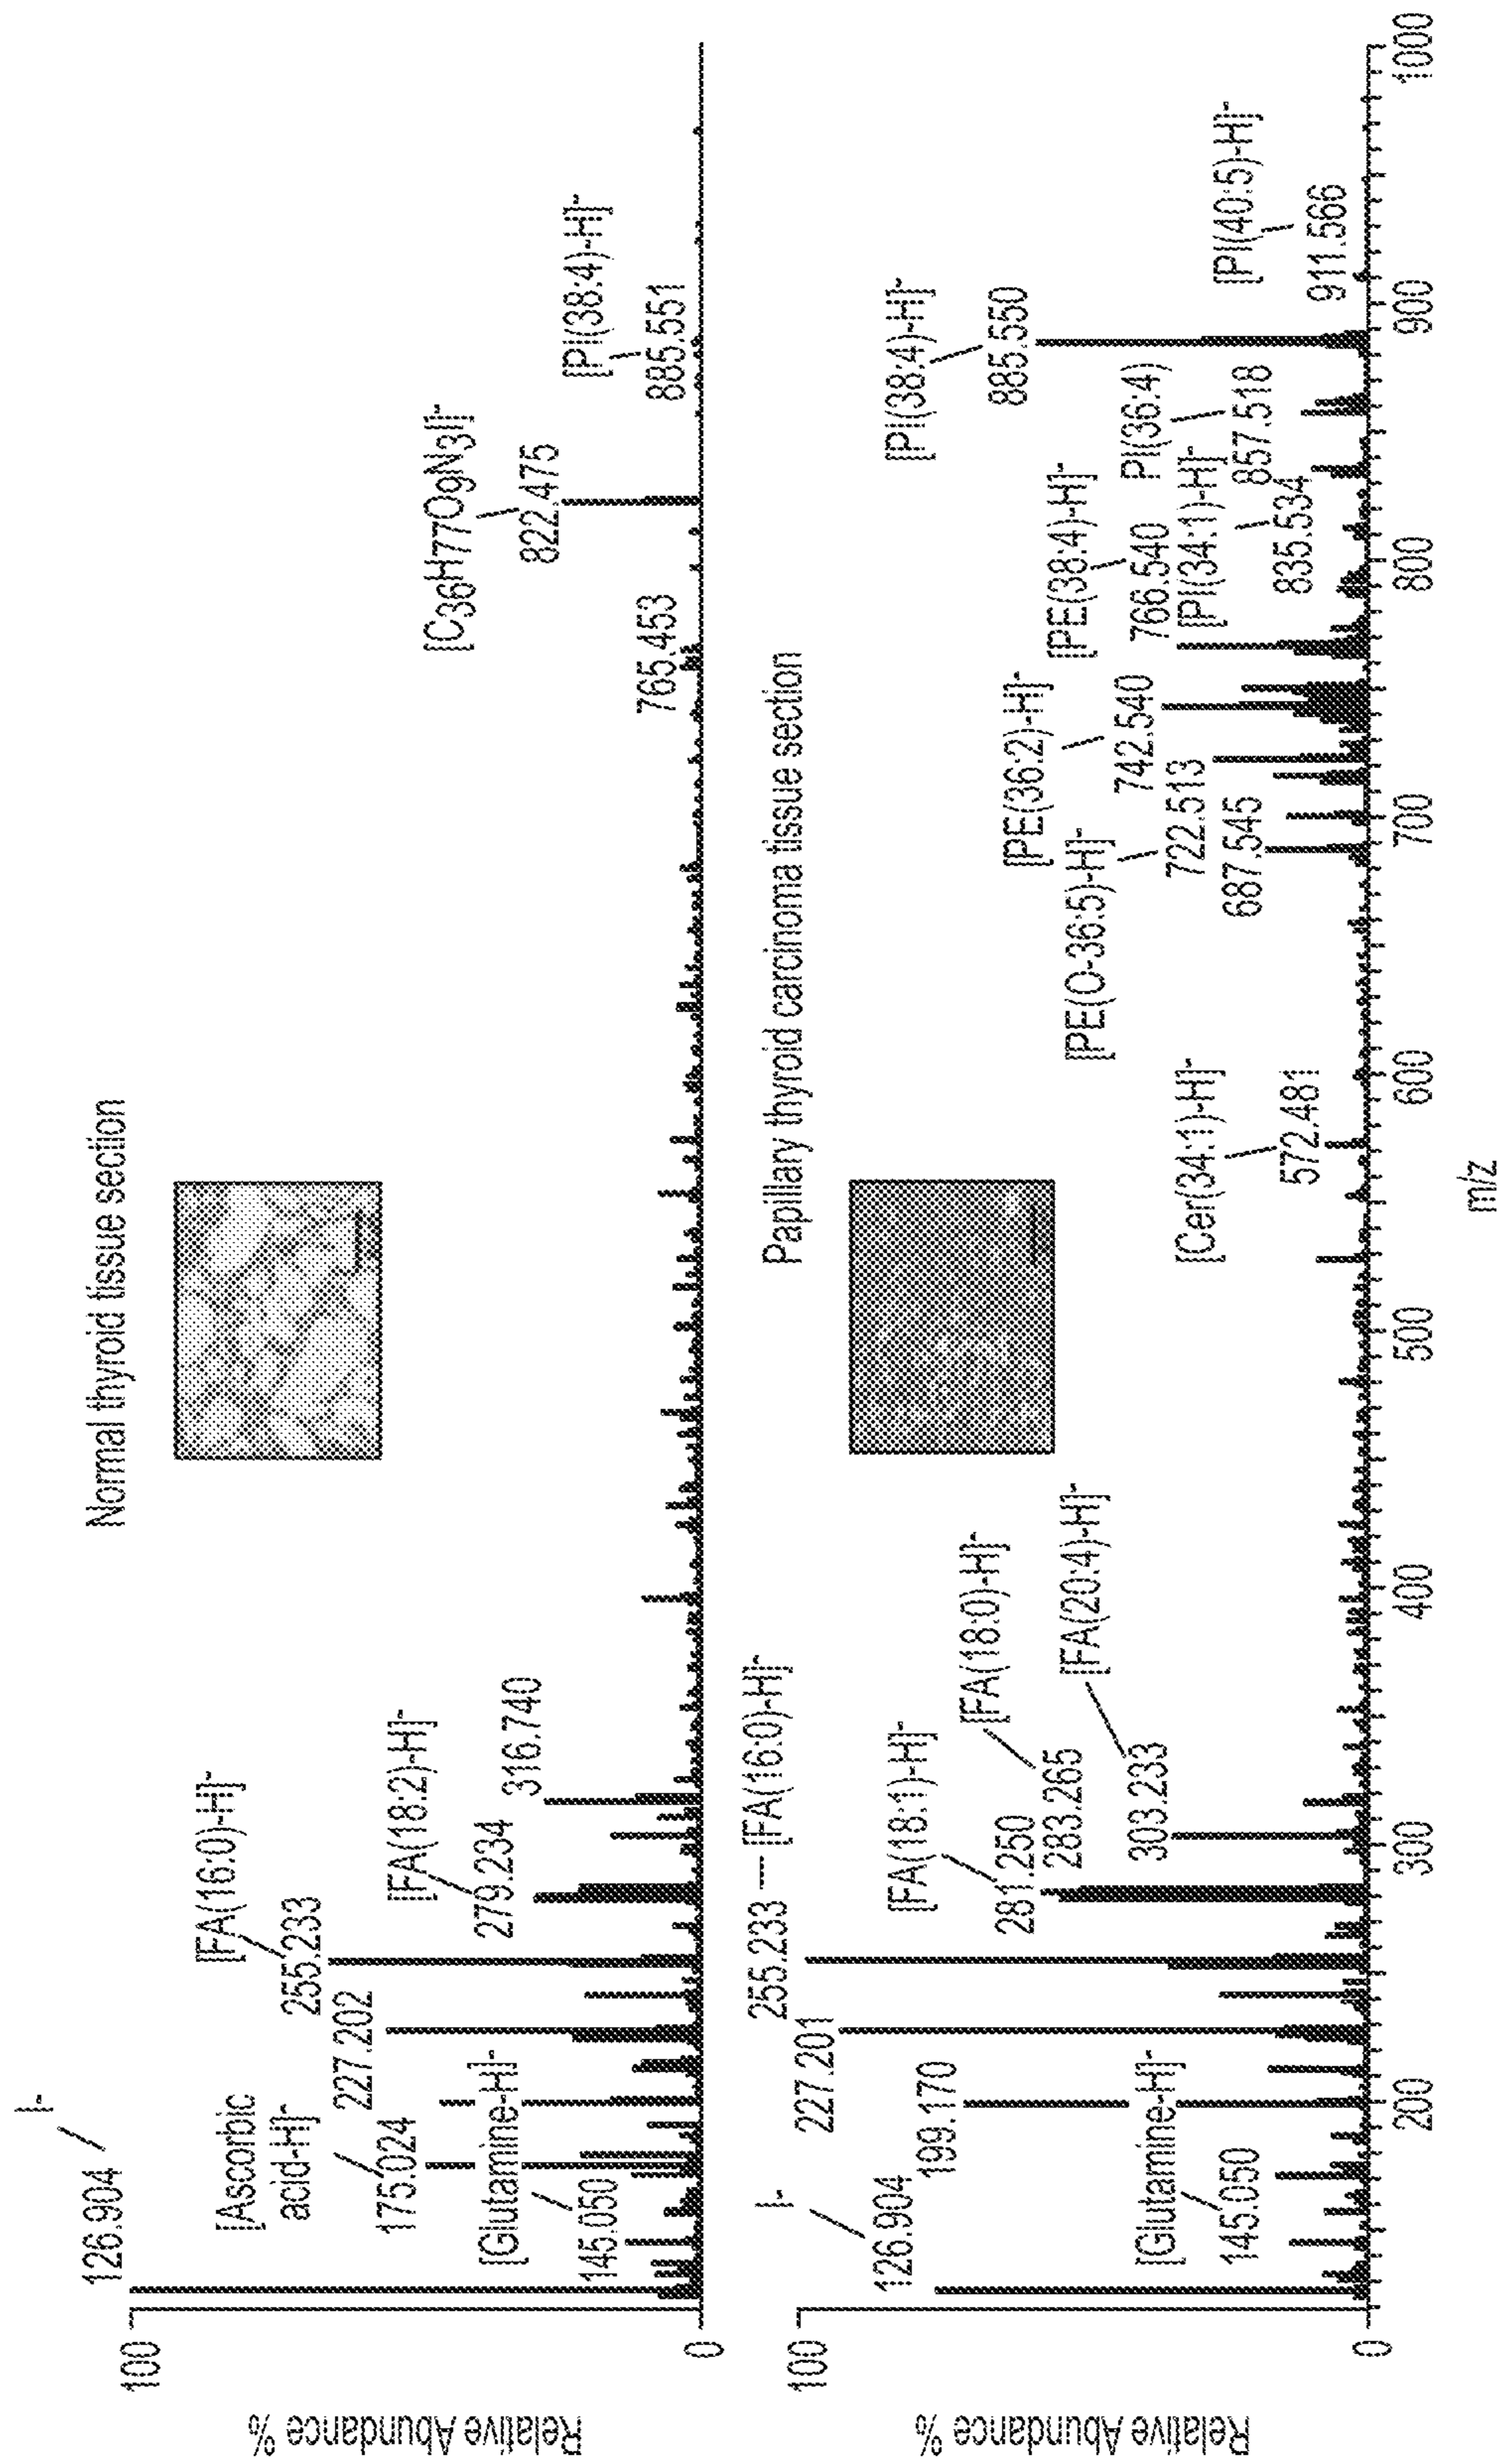 Normal thyroid tissue section
Relative Abundance %
100
0
126.904
I-
[Ascorbic
acid-H]-
175.024
227.202
[FA(16:0)-H]-
255.233
[Glutamine-H]-
145.050
[FA(18:2)-H]-
279.234
316.740
[C36H77O9N3I]-
822.475
765.453
[PI(38:4)-H]-
885.551
Papillary thyroid carcinoma tissue section
Relative Abundance %
100
0
I-
126.904
199.170
227.201
255.233
[FA(16:0)-H]-
[Glutamine-H]-
145.050
[FA(18:1)-H]-
281.250
[FA(18:0)-H]-
283.265
[FA(20:4)-H]-
303.233
[Cer(34:1)-H]-
572.481
[PE(O-36:5)-H]-
722.513
687.545
[PE(36:2)-H]-
742.540
[PE(38:4)-H]-
766.540
[PI(34:1)-H]-
835.534
PI(36:4)
857.518
[PI(38:4)-H]-
885.550
[PI(40:5)-H]-
911.566
200
300
400
500
600
700
800
900
1000
m/z